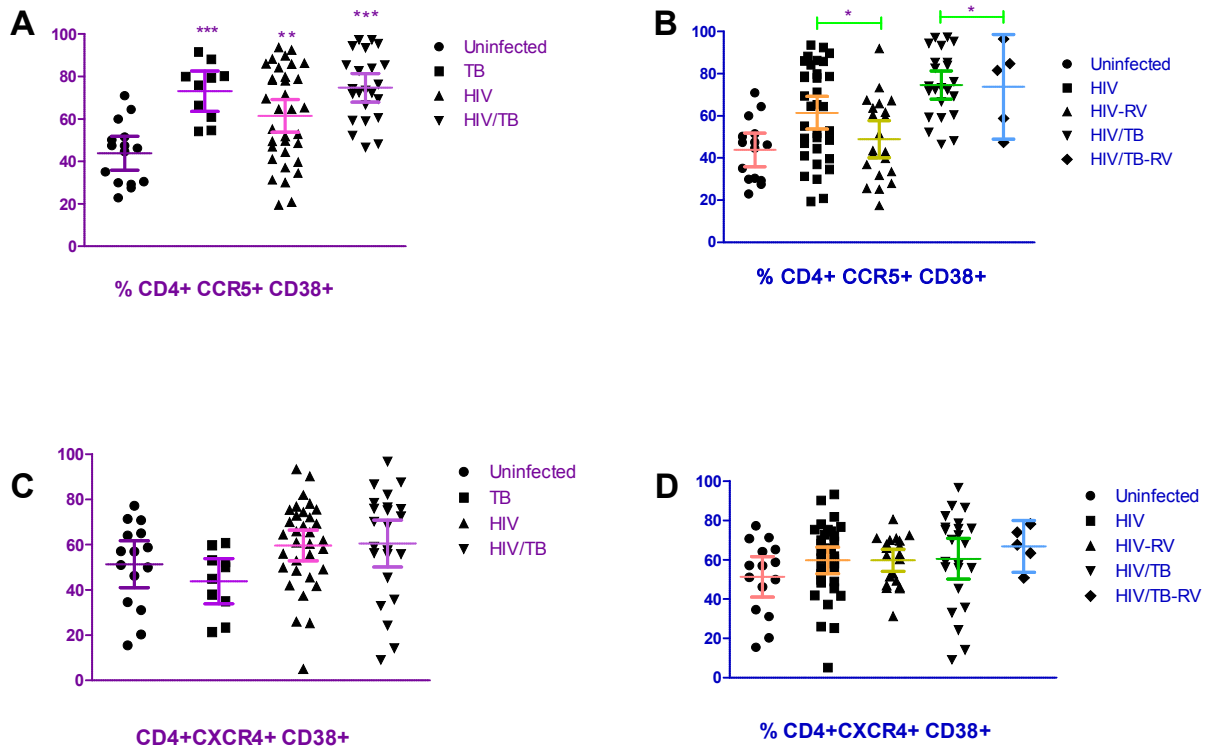 A
***
**
***
100
80
60
40
20
0
Uninfected
TB
HIV
HIV/TB
% CD4+ CCR5+ CD38+
B
*
*
100
80
60
40
20
0
Uninfected
HIV
HIV-RV
HIV/TB
HIV/TB-RV
% CD4+ CCR5+ CD38+
C
100
80
60
40
20
0
Uninfected
TB
HIV
HIV/TB
CD4+CXCR4+ CD38+
D
100
80
60
40
20
0
Uninfected
HIV
HIV-RV
HIV/TB
HIV/TB-RV
% CD4+CXCR4+ CD38+